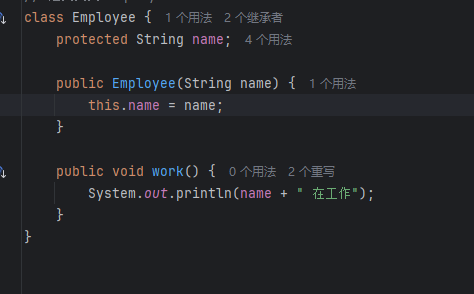 class Employee { 1 个用法 2 个继承者
protected String name; 4 个用法
public Employee(String name) { 1 个用法
this.name = name;
}
public void work() { 0 个用法 2 个重写
System.out.println(name + " 在工作");
}
}